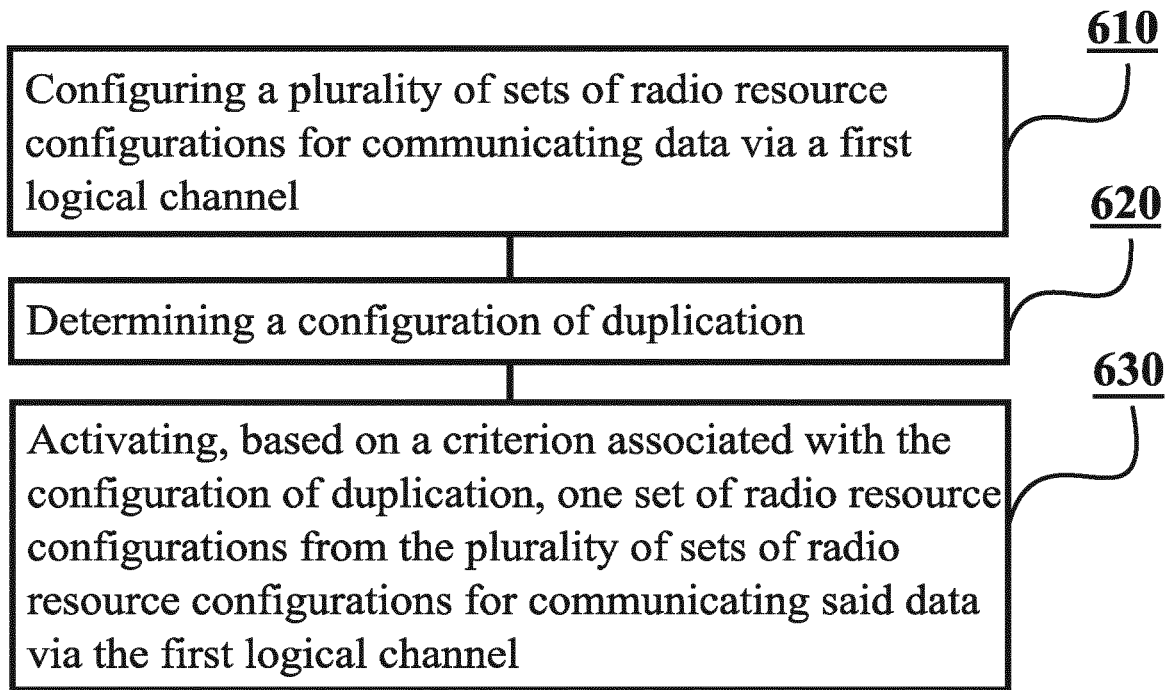 610
Configuring a plurality of sets of radio resource
configurations for communicating data via a first
logical channel
620
Determining a configuration of duplication
630
Activating, based on a criterion associated with the
configuration of duplication, one set of radio resource
configurations from the plurality of sets of radio
resource configurations for communicating said data
via the first logical channel